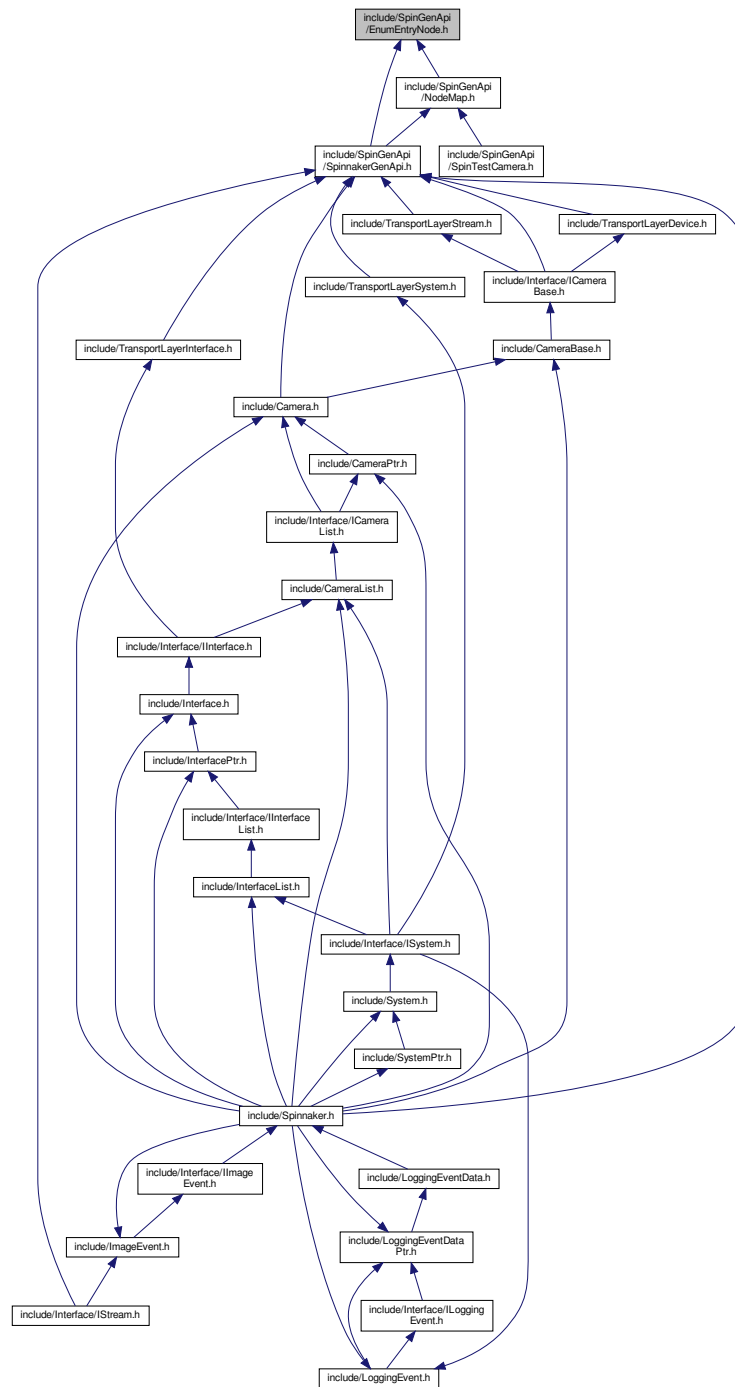 include/SpinGenApi
/EnumEntryNode.h
include/SpinGenApi
/NodeMap.h
include/SpinGenApi
/SpinnakerGenApi.h
include/SpinGenApi
/SpinTestCamera.h
include/TransportLayerStream.h
include/TransportLayerDevice.h
include/TransportLayerSystem.h
include/Interface/ICamera
Base.h
include/TransportLayerInterface.h
include/CameraBase.h
include/Camera.h
include/CameraPtr.h
include/Interface/ICamera
List.h
include/CameraList.h
include/Interface/IInterface.h
include/Interface.h
include/InterfacePtr.h
include/Interface/IInterface
List.h
include/InterfaceList.h
include/Interface/ISystem.h
include/System.h
include/SystemPtr.h
include/Spinnaker.h
include/Interface/IImage
Event.h
include/LoggingEventData.h
include/ImageEvent.h
include/LoggingEventData
Ptr.h
include/Interface/IStream.h
include/Interface/ILogging
Event.h
include/LoggingEvent.h